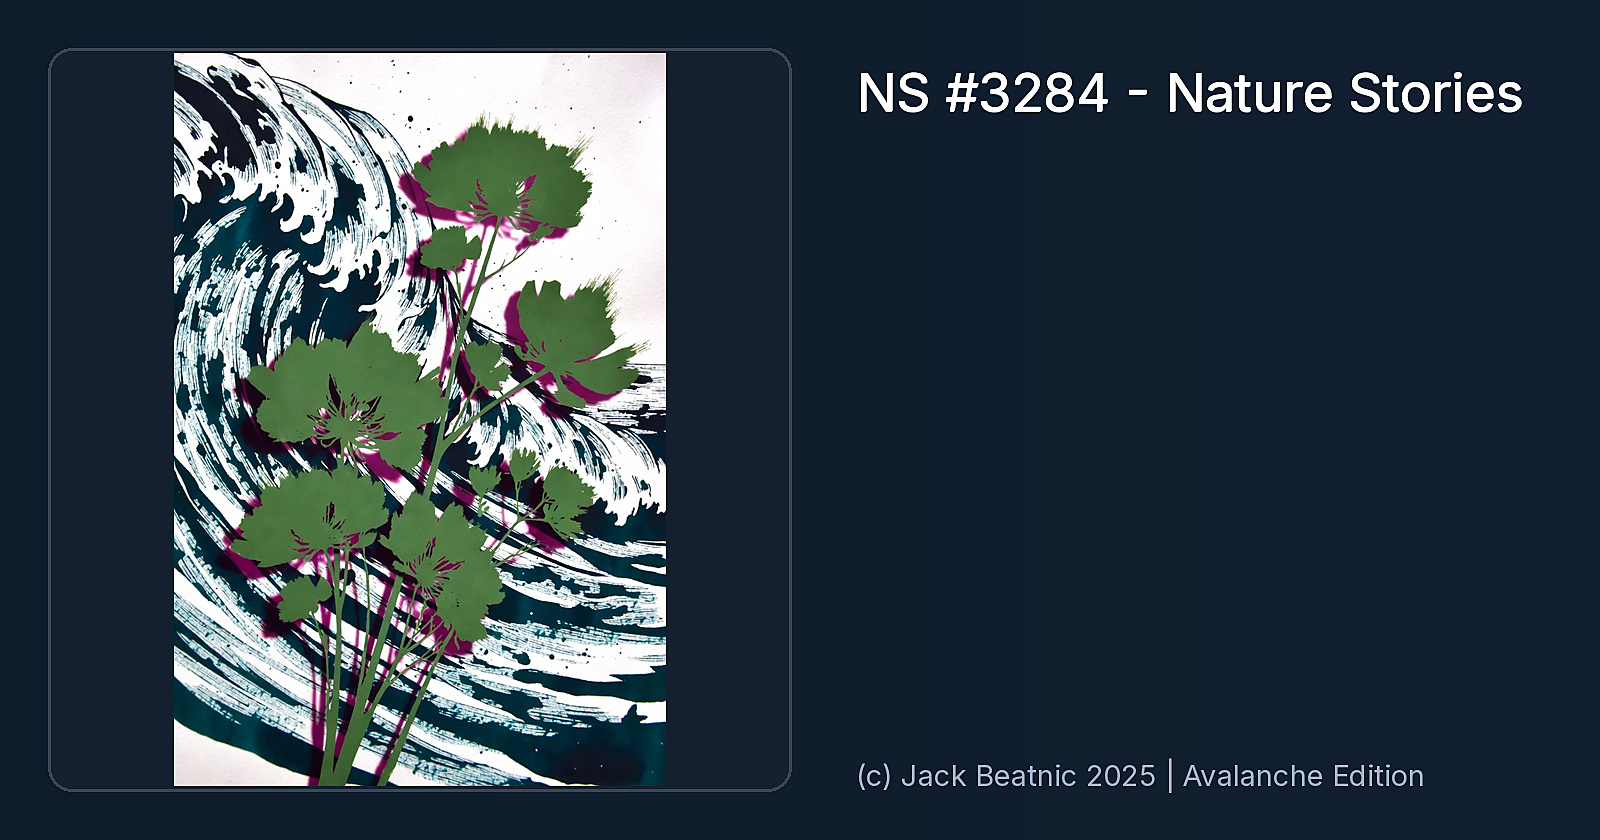 NS #3284 - Nature Stories
(c) Jack Beatnic 2025 | Avalanche Edition